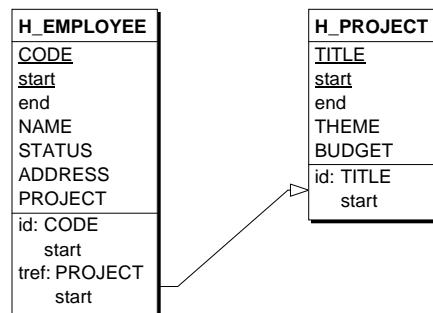 H_EMPLOYEE
CODE
start
end
NAME
STATUS
ADDRESS
PROJECT
id: CODE
start
tref: PROJECT
start
H_PROJECT
TITLE
start
end
THEME
BUDGET
id: TITLE
start